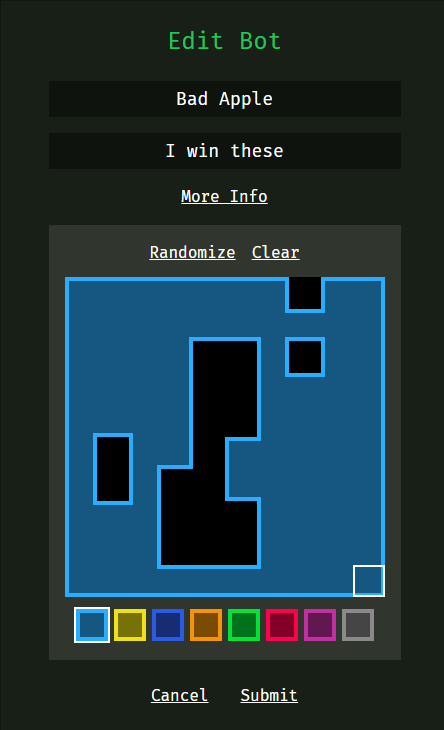 Edit Bot
Bad Apple
I win these
More Info
Randomize Clear
Cancel Submit